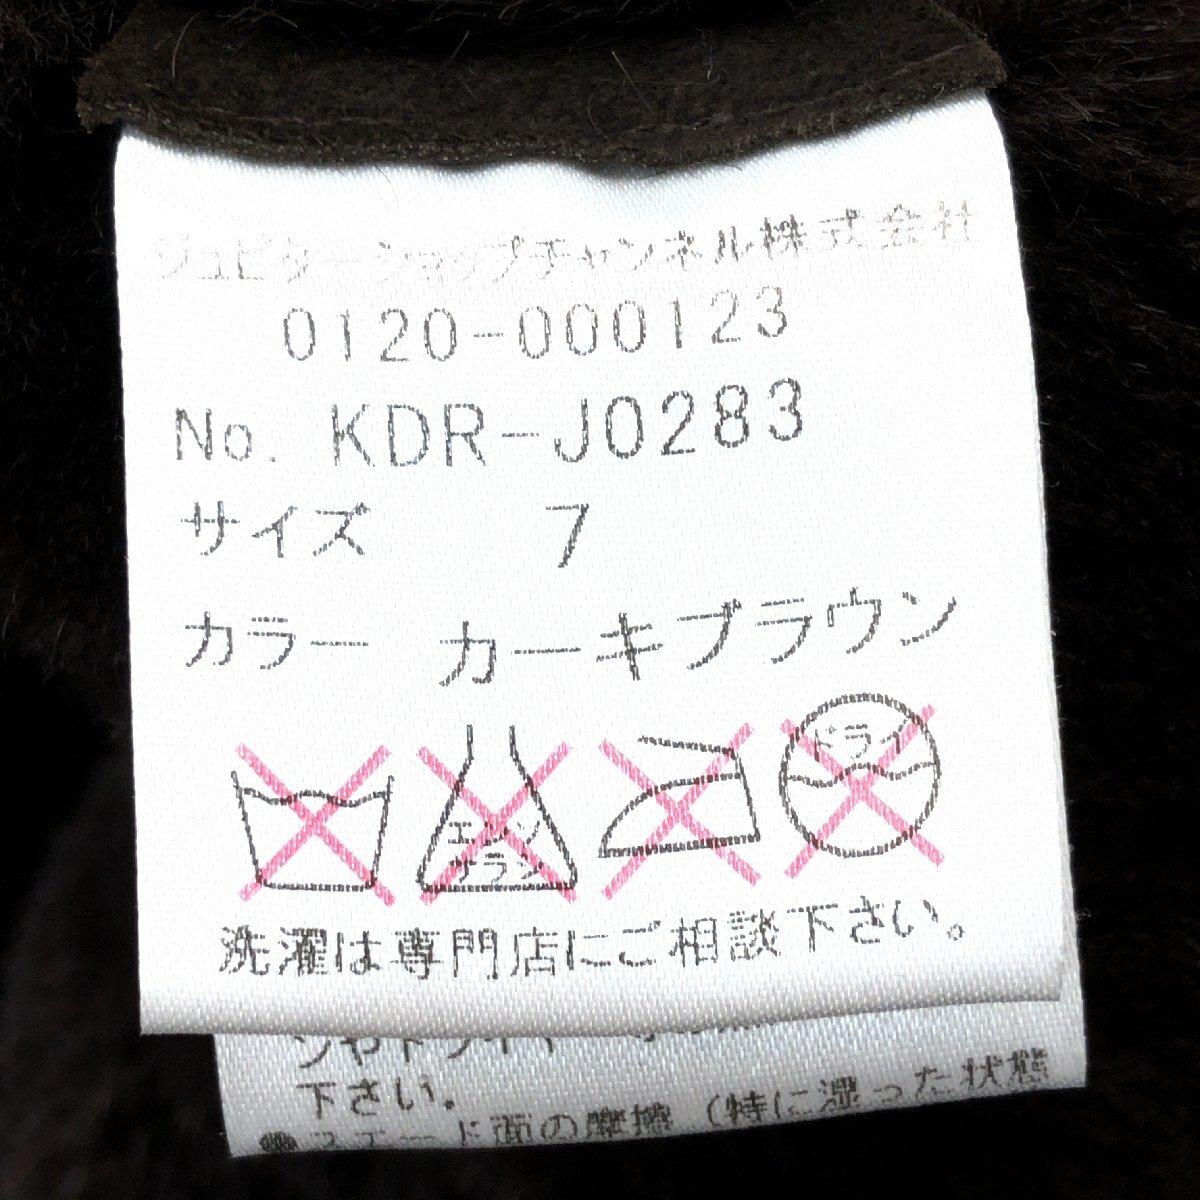 ジュピターショップチャンネル株式会社
0120-000123
No. KDR-J0283
サイズ 7
カラー カーキブラウン
エンソ
サラシ
ドライ
洗濯は専門店にご相談下さい。
下さい。
●スエード面の摩擦(特に湿った状態